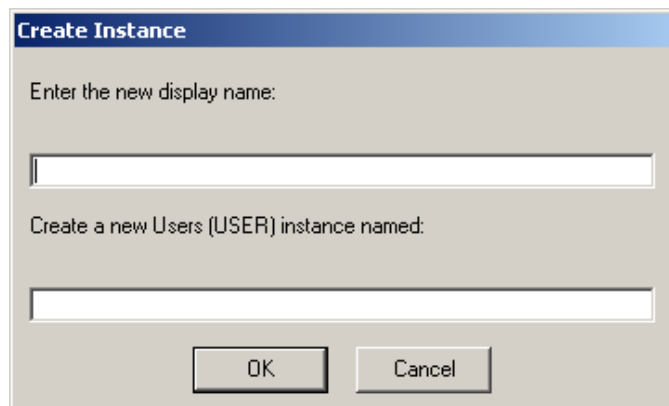 Create Instance
Enter the new display name:
Create a new Users (USER) instance named:
OK Cancel